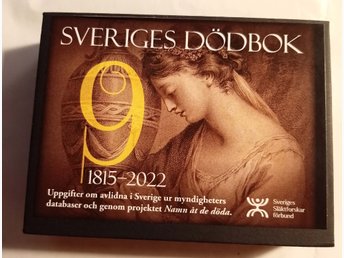 SVERIGES DÖDBOK
9
1815–2022
Uppgifter om avlidna i Sverige ur myndigheters
databaser och genom projektet Namn åt de döda.
Sveriges
Släktforskar
förbund